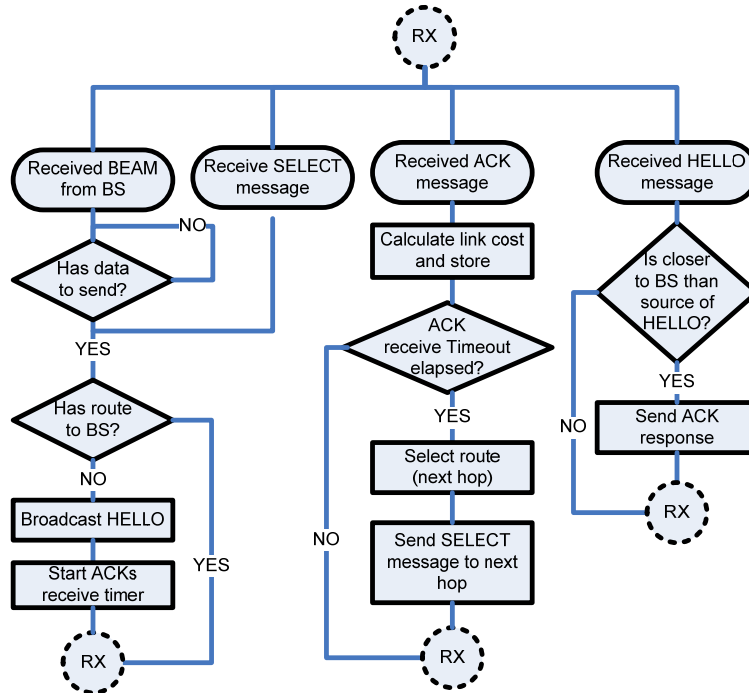 RX
Received BEAM
from BS
Receive SELECT
message
Received ACK
message
Received HELLO
message
NO
Has data
to send?
YES
Has route
to BS?
NO
Broadcast HELLO
Start ACKs
receive timer
YES
RX
Calculate link cost
and store
ACK
receive Timeout
elapsed?
YES
Select route
(next hop)
NO
Send SELECT
message to next
hop
RX
Is closer
to BS than
source of
HELLO?
YES
NO
Send ACK
response
RX